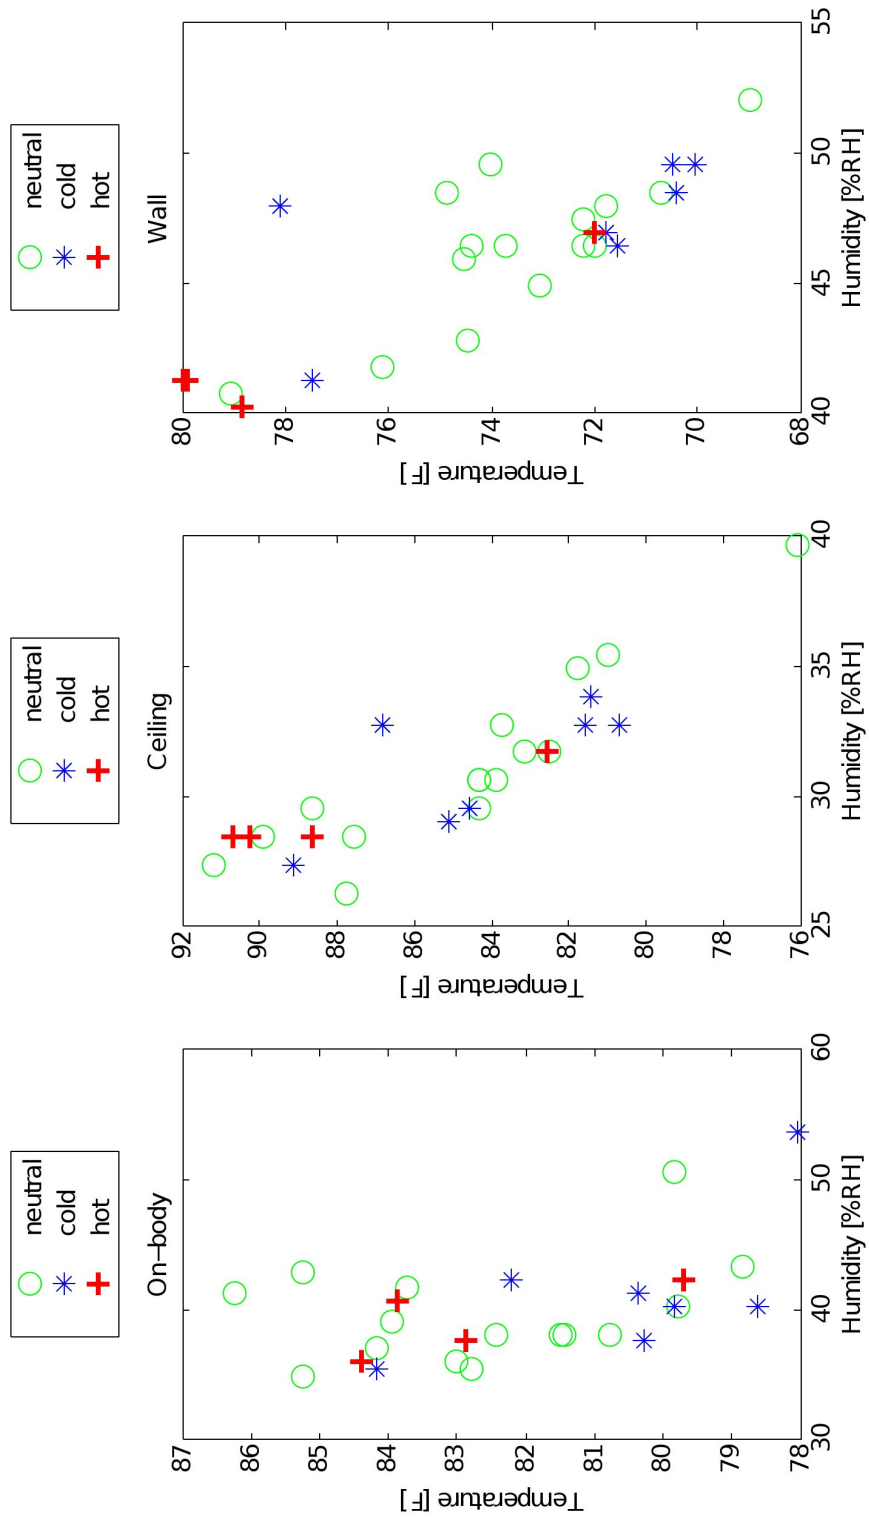 neutral
cold
hot
On−body
Temperature [F]
87
86
85
84
83
82
81
80
79
78
30
40
50
60
Humidity [%RH]
neutral
cold
hot
Ceiling
Temperature [F]
92
90
88
86
84
82
80
78
76
25
30
35
40
Humidity [%RH]
neutral
cold
hot
Wall
Temperature [F]
80
78
76
74
72
70
68
40
45
50
55
Humidity [%RH]